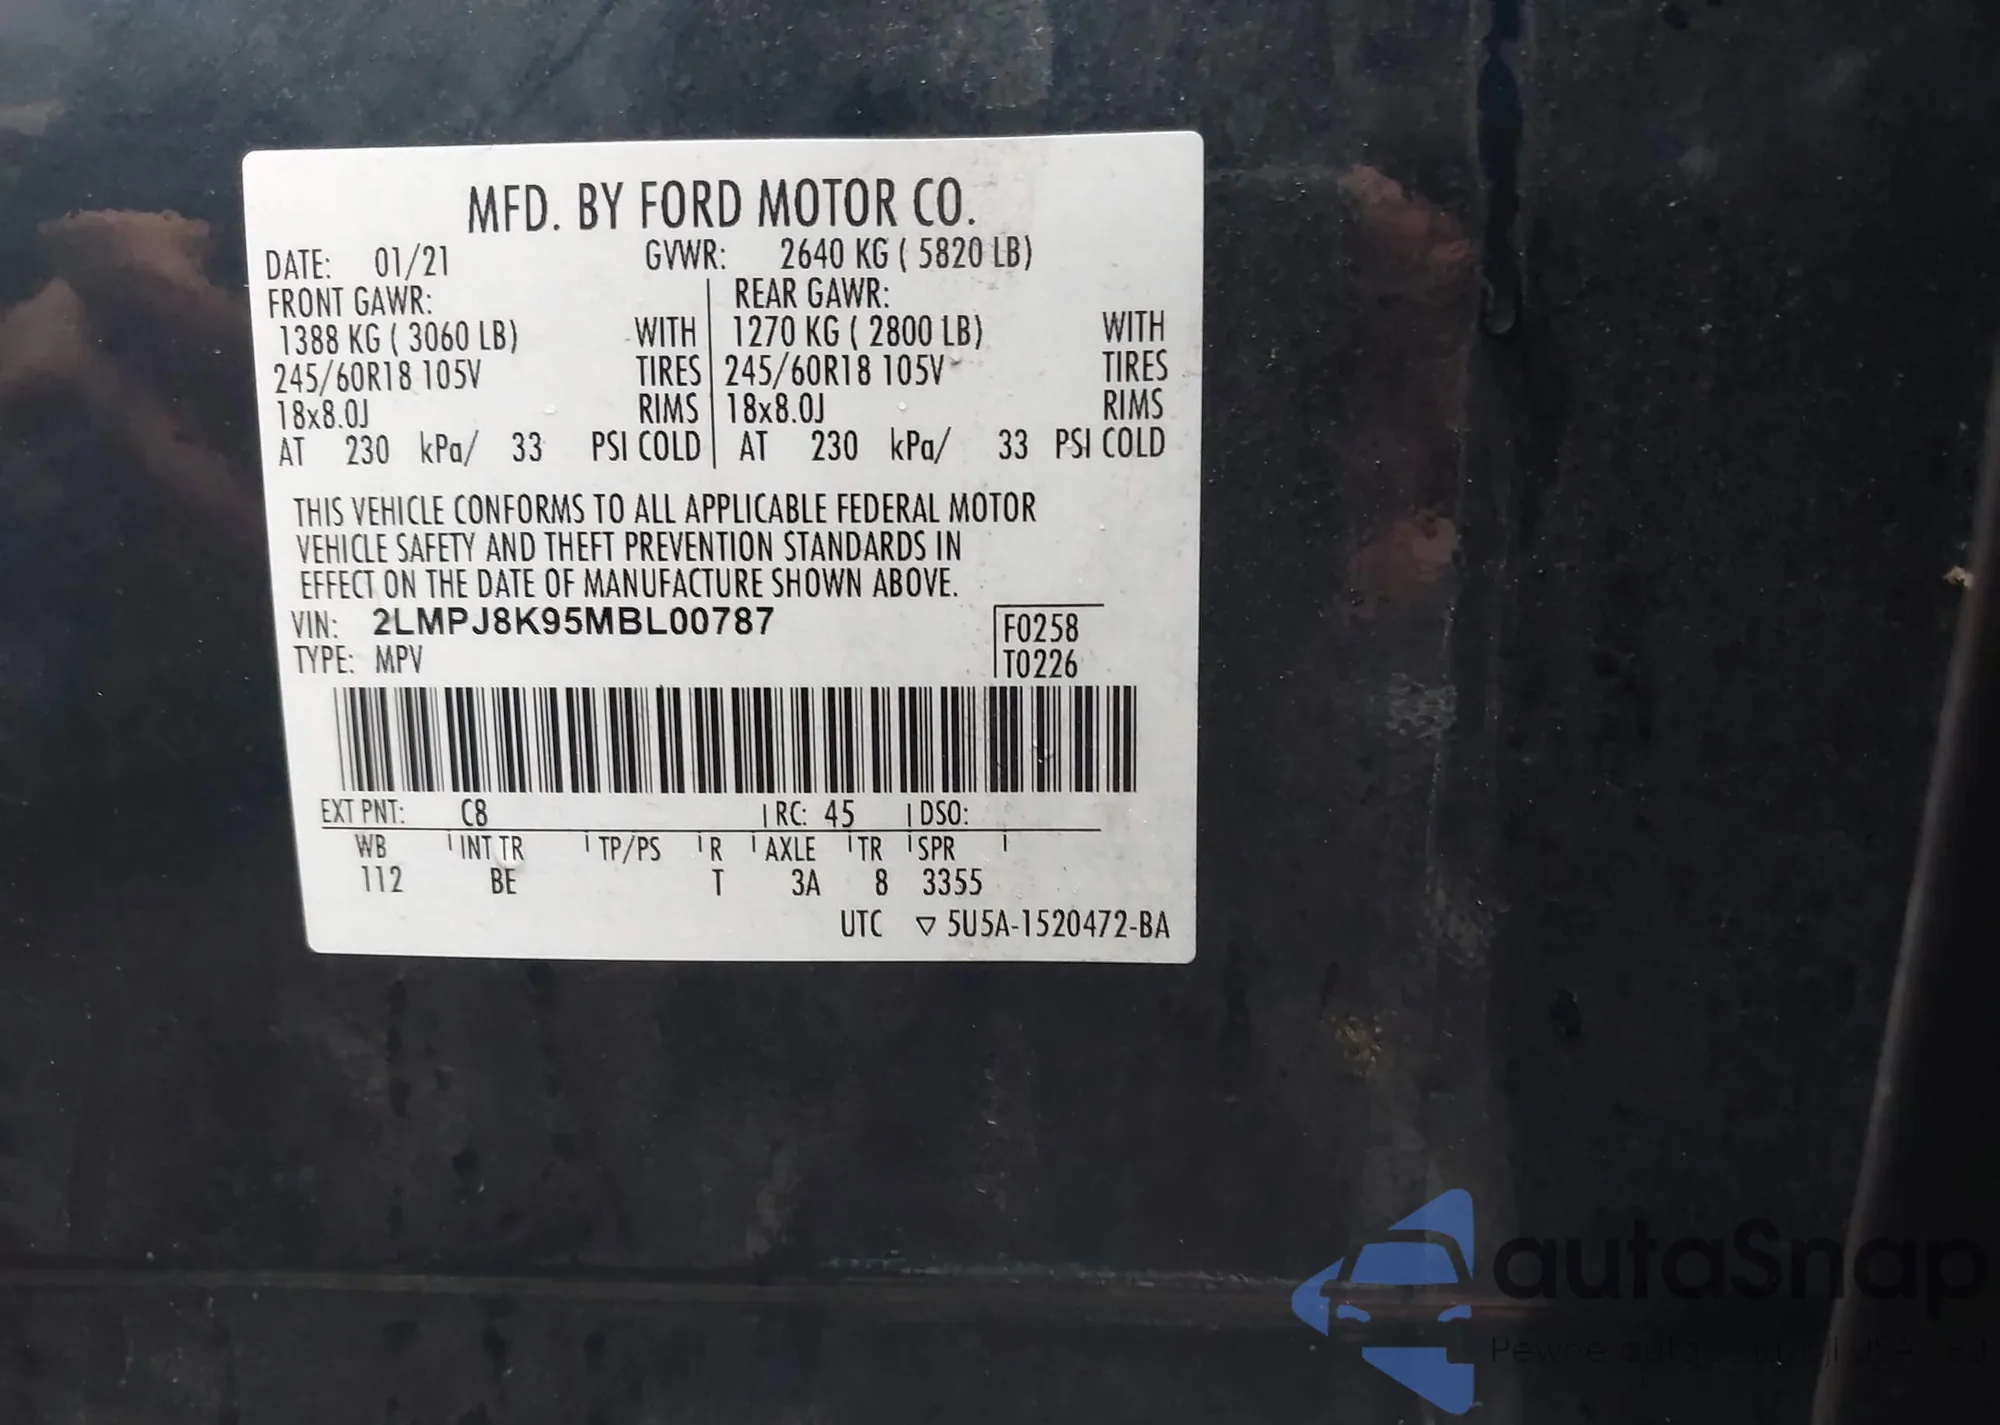 MFD. BY FORD MOTOR CO.
DATE: 01/21 GVWR: 2640 KG ( 5820 LB)
FRONT GAWR: REAR GAWR:
1388 KG ( 3060 LB) WITH 1270 KG ( 2800 LB) WITH
245/60R18 105V TIRES 245/60R18 105V TIRES
18x8.0J RIMS 18x8.0J RIMS
AT 230 kPa/ 33 PSI COLD AT 230 kPa/ 33 PSI COLD
THIS VEHICLE CONFORMS TO ALL APPLICABLE FEDERAL MOTOR
VEHICLE SAFETY AND THEFT PREVENTION STANDARDS IN
EFFECT ON THE DATE OF MANUFACTURE SHOWN ABOVE.
VIN: 2LMPJ8K95MBL00787 F0258
TYPE: MPV T0226
EXT PNT: C8 RC: 45 DSO:
WB INT TR TP/PS R AXLE TR SPR
112 BE T 3A 8 3355
UTC ▽ 5U5A-1520472-BA
autaSnap
Pewne auta